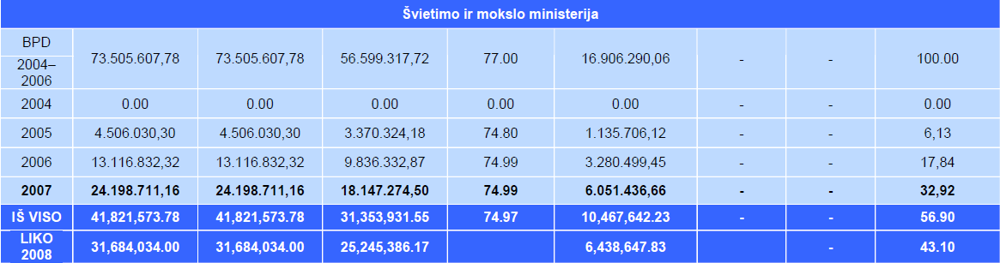 Švietimo ir mokslo ministerija
BPD 2004–2006 73.505.607,78 73.505.607,78 56.599.317,72 77.00 16.906.290,06 - - 100.00
2004 0.00 0.00 0.00 0.00 0.00 - - 0.00
2005 4.506.030,30 4.506.030,30 3.370.324,18 74.80 1.135.706,12 - - 6,13
2006 13.116.832,32 13.116.832,32 9.836.332,87 74.99 3.280.499,45 - - 17,84
2007 24.198.711,16 24.198.711,16 18.147.274,50 74.99 6.051.436,66 - - 32,92
IŠ VISO 41,821,573.78 41,821,573.78 31,353,931.55 74.97 10,467,642.23 - - 56.90
LIKO 2008 31,684,034.00 31,684,034.00 25,245,386.17 6,438,647.83 - 43.10